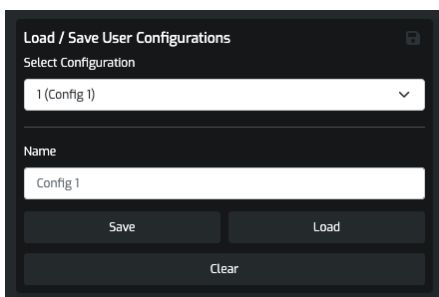 Load / Save User Configurations
Select Configuration
1 (Config 1)
Name
Config 1
Save Load
Clear